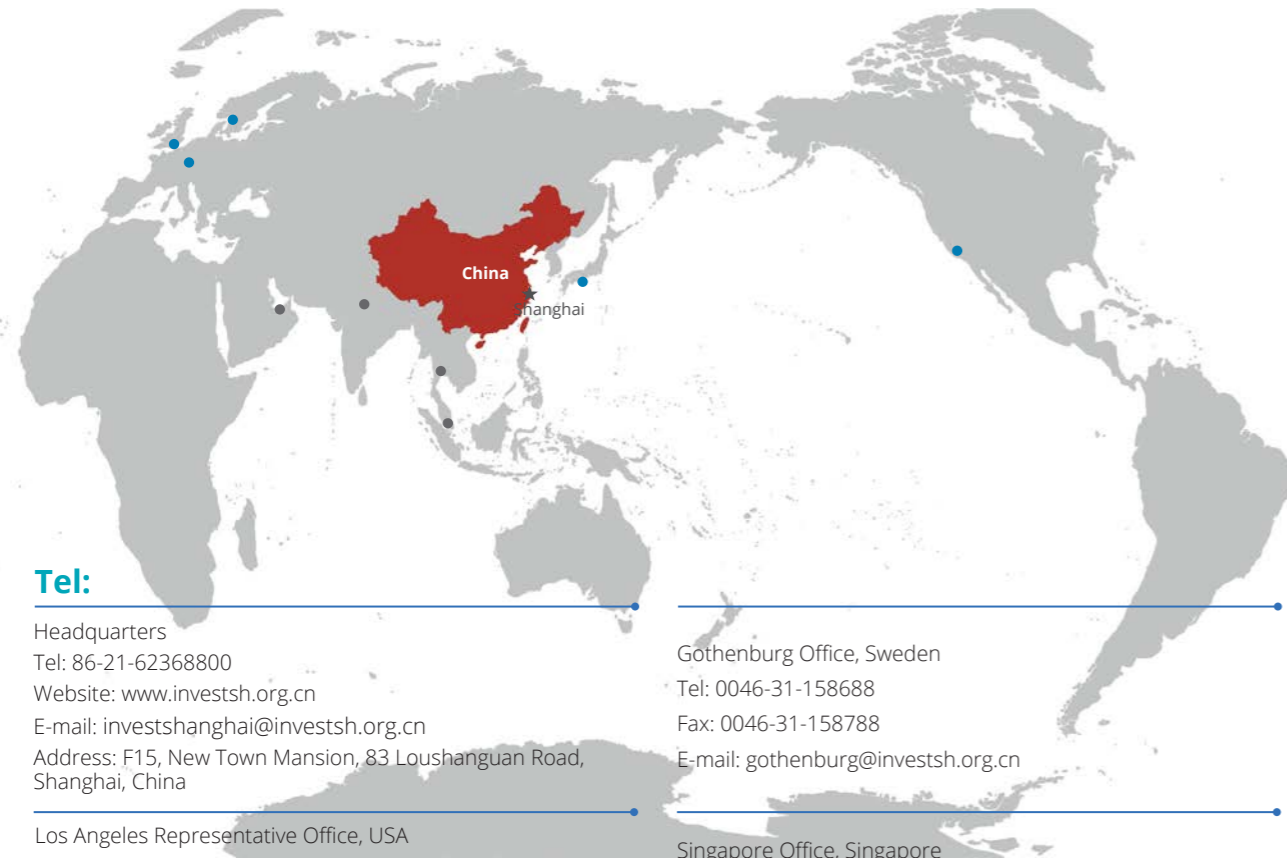 China
Shanghai
Tel:
Headquarters
Tel: 86-21-62368800
Website: www.investsh.org.cn
E-mail: investshanghai@investsh.org.cn
Address: F15, New Town Mansion, 83 Loushanguan Road,
Shanghai, China
Los Angeles Representative Office, USA
Gothenburg Office, Sweden
Tel: 0046-31-158688
Fax: 0046-31-158788
E-mail: gothenburg@investsh.org.cn
Singapore Office, Singapore